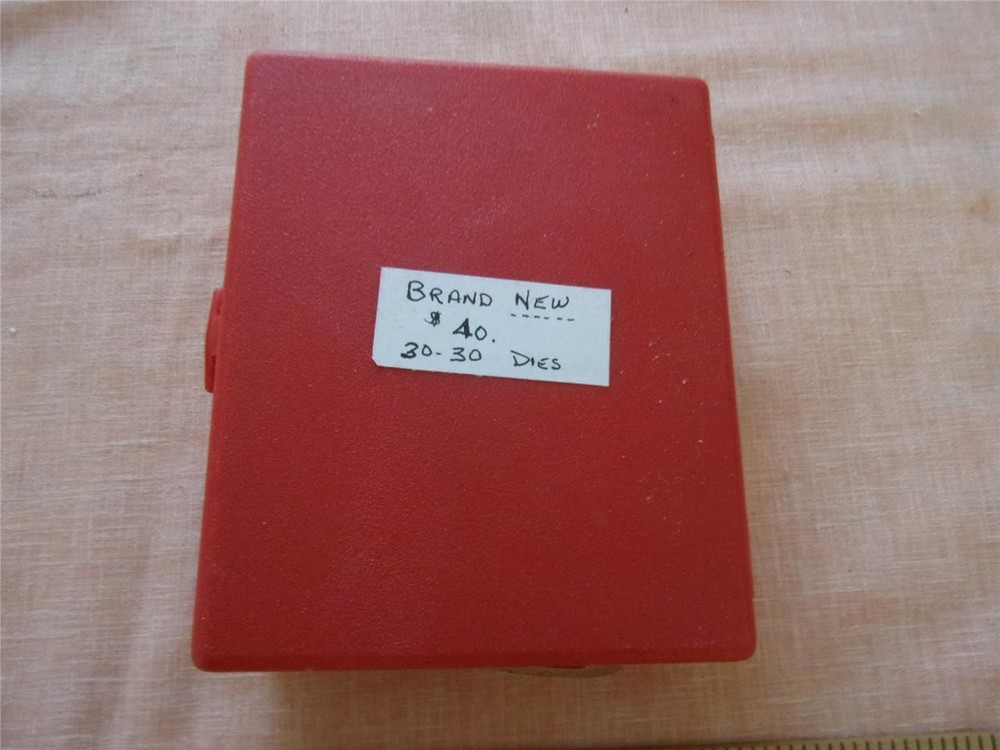 BRAND NEW
$ 40.
30-30 DIES